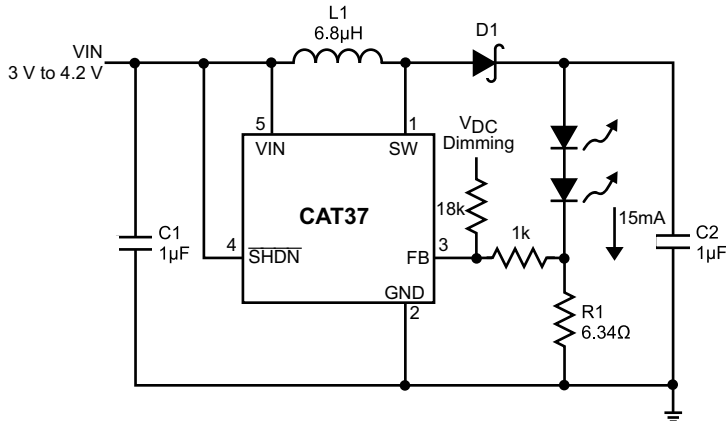 L1
6.8µH
D1
VIN
3 V to 4.2 V
5
1
VIN
SW
VDC
Dimming
CAT37
18k
15mA
1k
C1
1µF
4
SHDN
3
FB
C2
1µF
GND
2
R1
6.34Ω